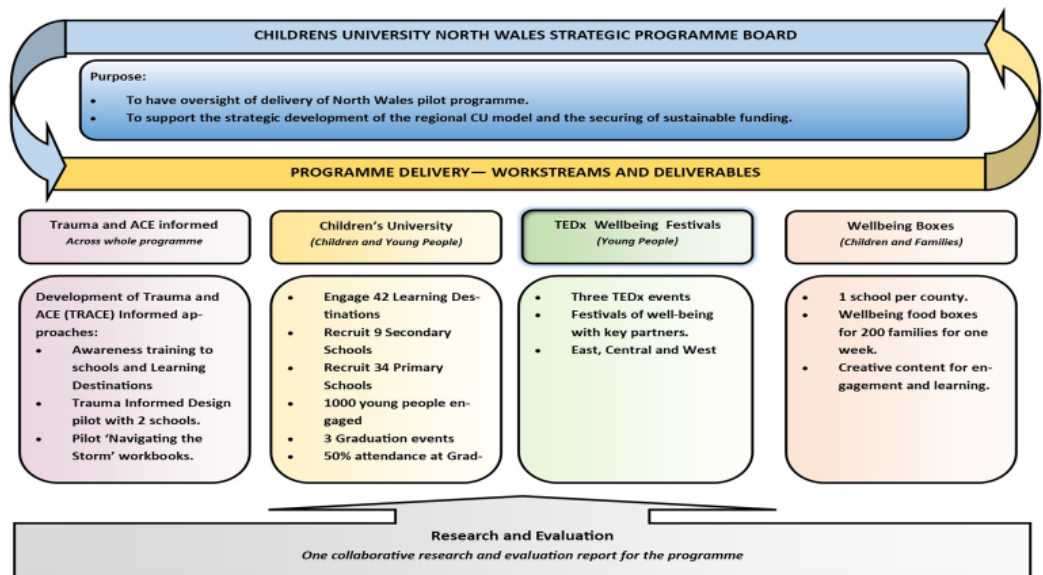 CHILDRENS UNIVERSITY NORTH WALES STRATEGIC PROGRAMME BOARD
Purpose:
• To have oversight of delivery of North Wales pilot programme.
• To support the strategic development of the regional CU model and the securing of sustainable funding.
PROGRAMME DELIVERY— WORKSTREAMS AND DELIVERABLES
Trauma and ACE informed
Across whole programme
Development of Trauma and
ACE (TRACE) Informed ap-
proaches:
• Awareness training to
schools and Learning
Destinations
• Trauma Informed Design
pilot with 2 schools.
• Pilot ‘Navigating the
Storm’ workbooks.
Children’s University
(Children and Young People)
• Engage 42 Learning Des-
tinations
• Recruit 9 Secondary
Schools
• Recruit 34 Primary
Schools
• 1000 young people en-
gaged
• 3 Graduation events
• 50% attendance at Grad-
TEDx Wellbeing Festivals
(Young People)
• Three TEDx events
• Festivals of well-being
with key partners.
• East, Central and West
Wellbeing Boxes
(Children and Families)
• 1 school per county.
• Wellbeing food boxes
for 200 families for one
week.
• Creative content for en-
gagement and learning.
Research and Evaluation
One collaborative research and evaluation report for the programme